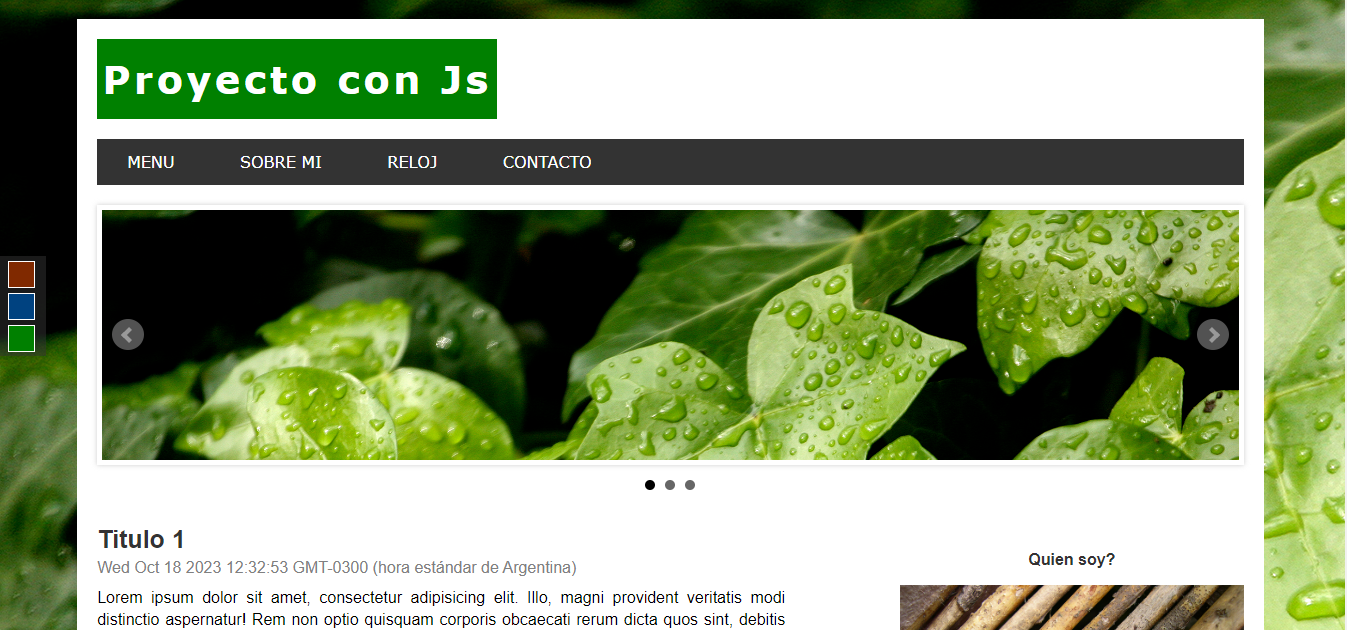 Proyecto con Js
MENU SOBRE MI RELOJ CONTACTO
Titulo 1
Wed Oct 18 2023 12:32:53 GMT-0300 (hora estándar de Argentina)
Lorem ipsum dolor sit amet, consectetur adipisicing elit. Illo, magni provident veritatis modi
distinctio aspernatur! Rem non optio quisquam corporis obcaecati rerum dicta quos sint, debitis
Quien soy?